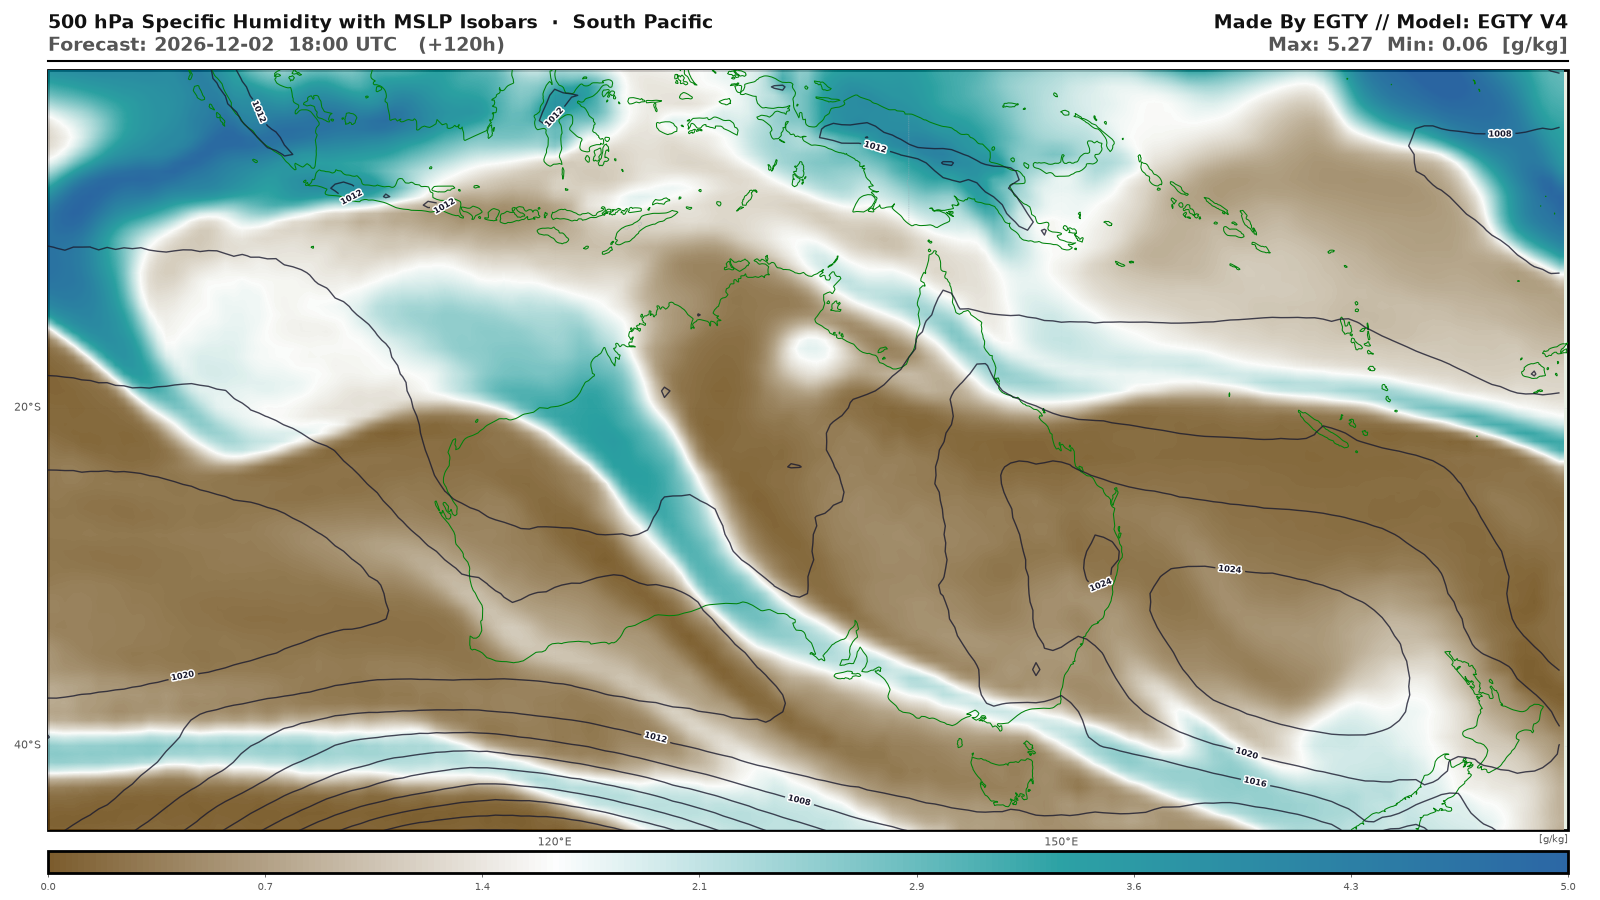 500 hPa Specific Humidity with MSLP Isobars · South Pacific
Made By EGTY // Model: EGTY V4
Forecast: 2026-12-02 18:00 UTC (+120h)
Max: 5.27 Min: 0.06 [g/kg]
1012
1012
1008
1012
1012
1012
20°S
1024
1024
1020
1012
40°S
1020
1016
1008
120°E
150°E
[g/kg]
0.0
0.7
1.4
2.1
2.9
3.6
4.3
5.0